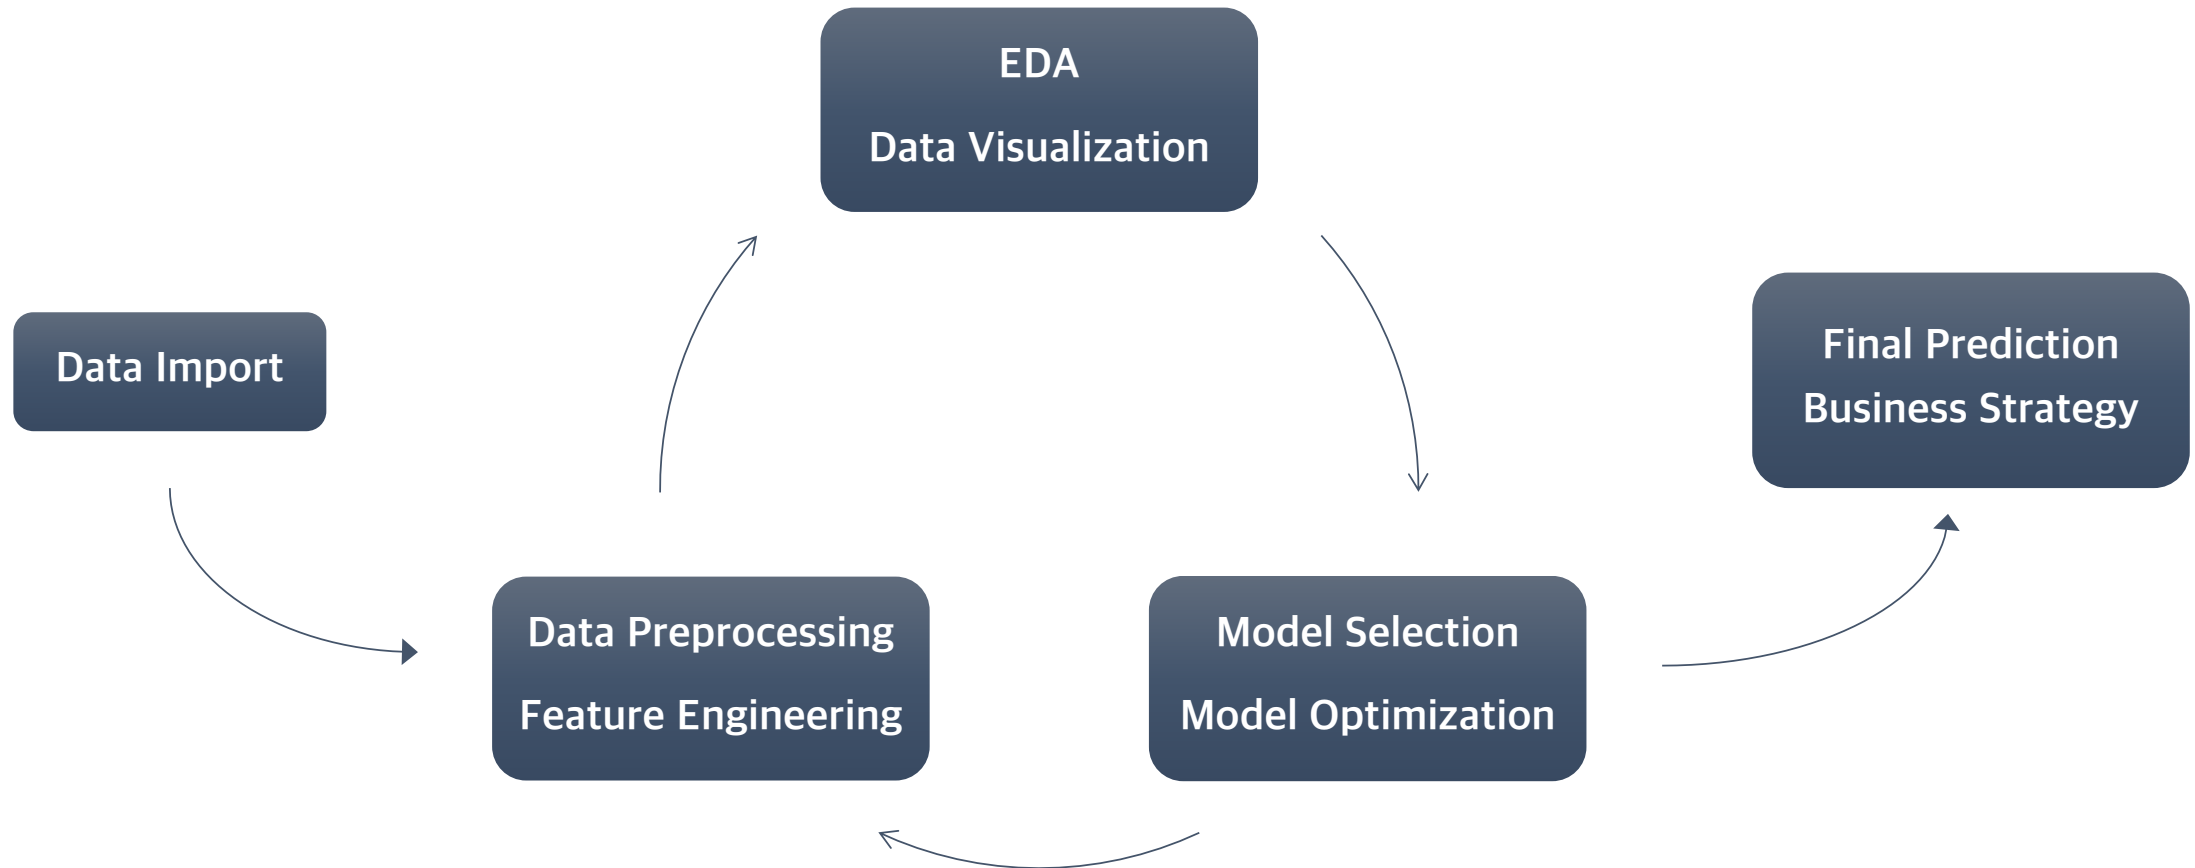 EDA
Data Visualization
Data Import
Final Prediction
Business Strategy
Data Preprocessing
Feature Engineering
Model Selection
Model Optimization